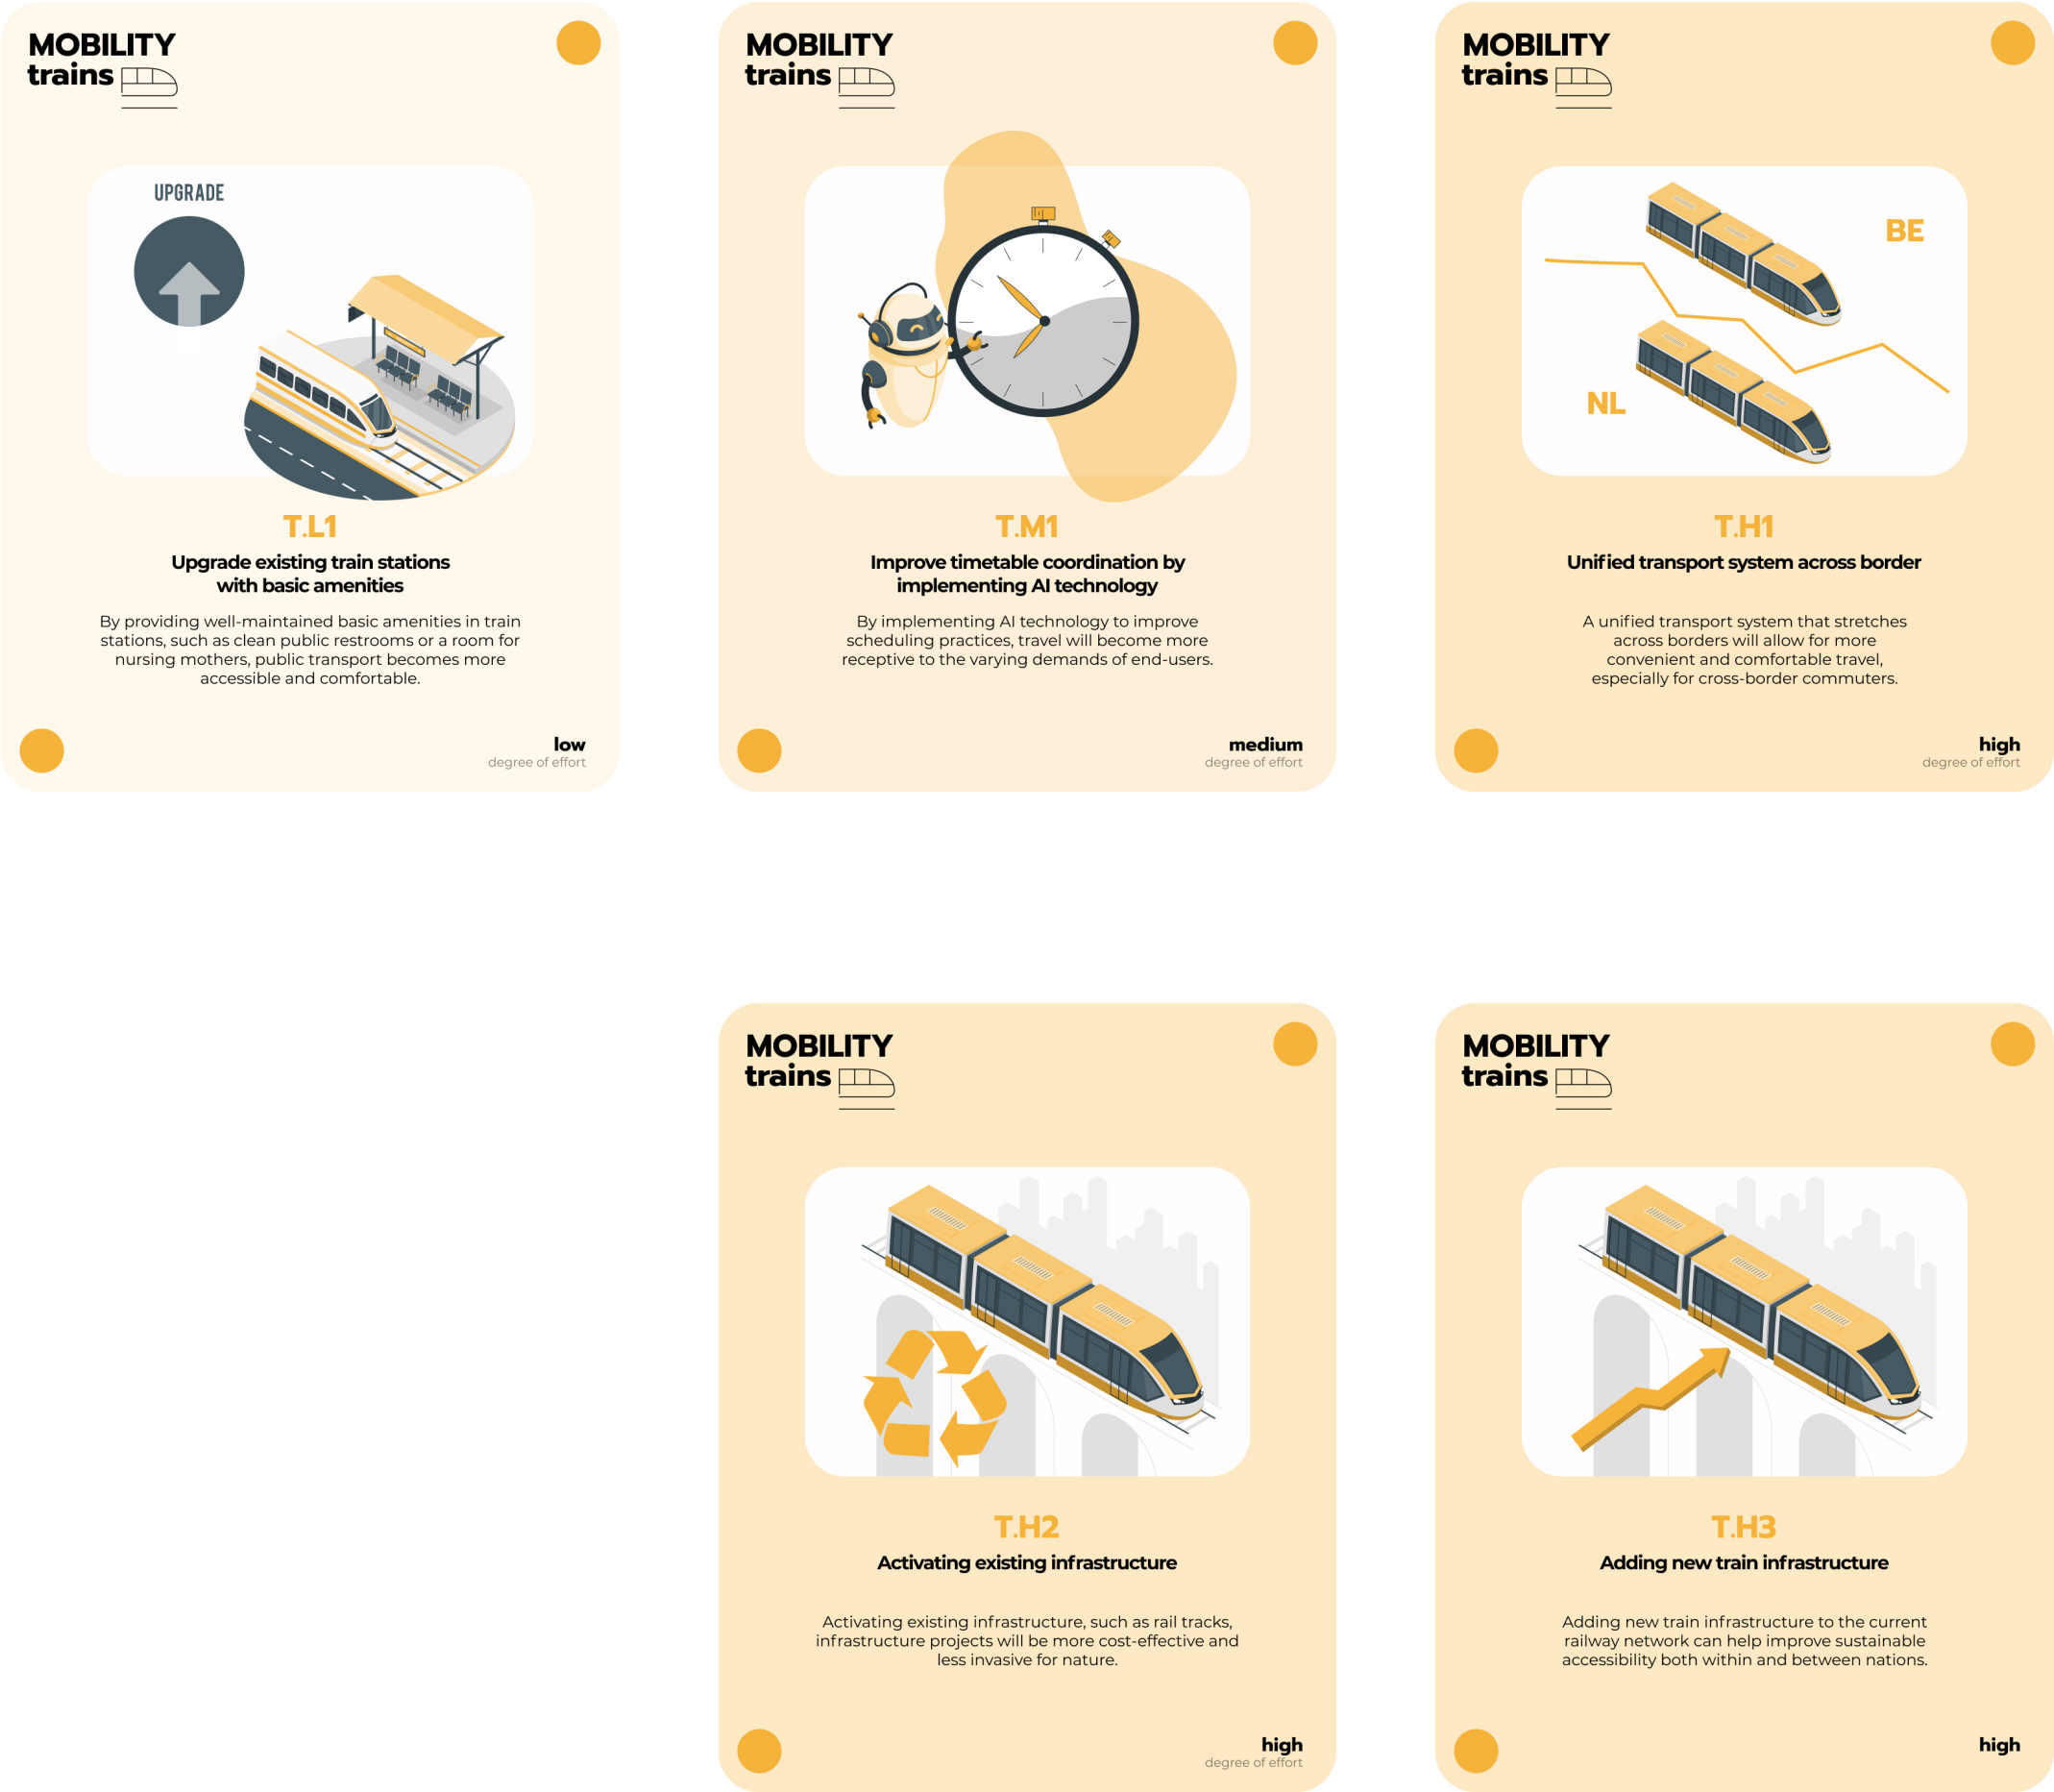 MOBILITY
trains
UPGRADE
T.L1
Upgrade existing train stations
with basic amenities
By providing well-maintained basic amenities in train
stations, such as clean public restrooms or a room for
nursing mothers, public transport becomes more
accessible and comfortable.
low
degree of effort
MOBILITY
trains
T.M1
Improve timetable coordination by
implementing AI technology
By implementing AI technology to improve
scheduling practices, travel will become more
receptive to the varying demands of end-users.
medium
degree of effort
MOBILITY
trains
BE
NL
T.H1
Unified transport system across border
A unified transport system that stretches
across borders will allow for more
convenient and comfortable travel,
especially for cross-border commuters.
high
degree of effort
MOBILITY
trains
T.H2
Activating existing infrastructure
Activating existing infrastructure, such as rail tracks,
infrastructure projects will be more cost-effective and
less invasive for nature.
high
degree of effort
MOBILITY
trains
T.H3
Adding new train infrastructure
Adding new train infrastructure to the current
railway network can help improve sustainable
accessibility both within and between nations.
high